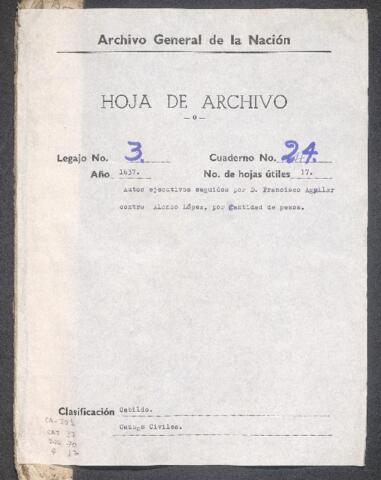 Archivo General de la Nación
HOJA DE ARCHIVO
—o—
Legajo No. 3. Cuaderno No. 24.
Año 1637. No. de hojas útiles 17.
Autos ejecutivos seguidos por D. Francisco Aguilar
contra Alonso López, por cantidad de pesos.
Clasificación Cabildo.
Causas Civiles.